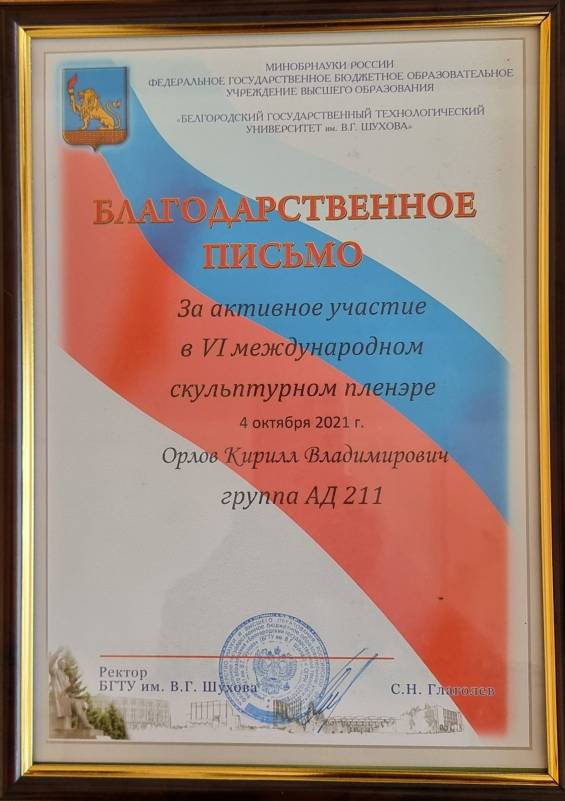 МИНОБРНАУКИ РОССИИ
ФЕДЕРАЛЬНОЕ ГОСУДАРСТВЕННОЕ БЮДЖЕТНОЕ ОБРАЗОВАТЕЛЬНОЕ
УЧРЕЖДЕНИЕ ВЫСШЕГО ОБРАЗОВАНИЯ
«БЕЛГОРОДСКИЙ ГОСУДАРСТВЕННЫЙ ТЕХНОЛОГИЧЕСКИЙ
УНИВЕРСИТЕТ им. В.Г. ШУХОВА»
БЛАГОДАРСТВЕННОЕ
ПИСЬМО
За активное участие
в VI международном
скульптурном пленэре
4 октября 2021 г.
Орлов Кирилл Владимирович
группа АД 211
Ректор
БГТУ им. В.Г. Шухова
С.Н. Глаголев